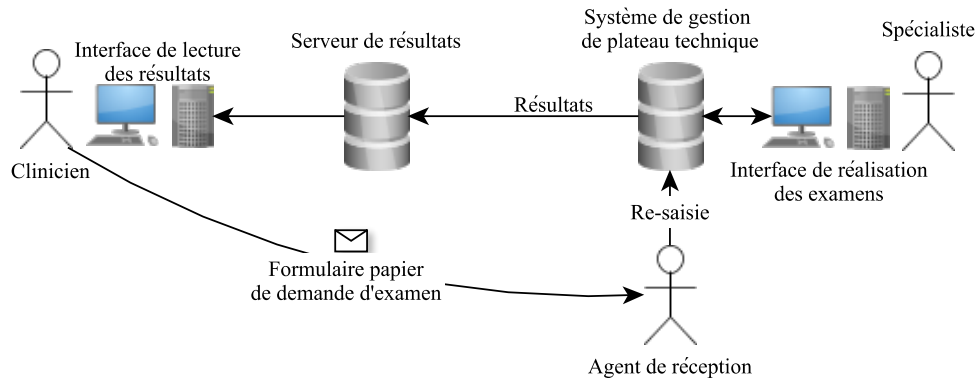 Système de gestion
de plateau technique
Spécialiste
Interface de lecture
des résultats
Serveur de résultats
Résultats
Clinicien
Interface de réalisation
des examens
Re-saisie
Formulaire papier
de demande d'examen
Agent de réception